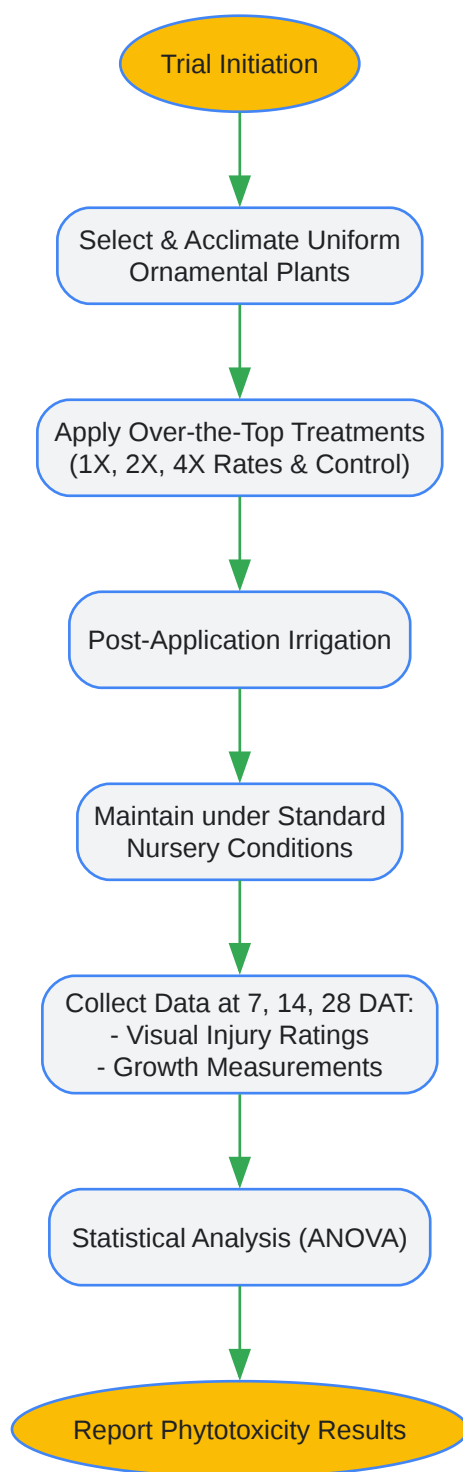 Trial Initiation
Select & Acclimate Uniform
Ornamental Plants
Apply Over-the-Top Treatments
(1X, 2X, 4X Rates & Control)
Post-Application Irrigation
Maintain under Standard
Nursery Conditions
Collect Data at 7, 14, 28 DAT:
- Visual Injury Ratings
- Growth Measurements
Statistical Analysis (ANOVA)
Report Phytotoxicity Results